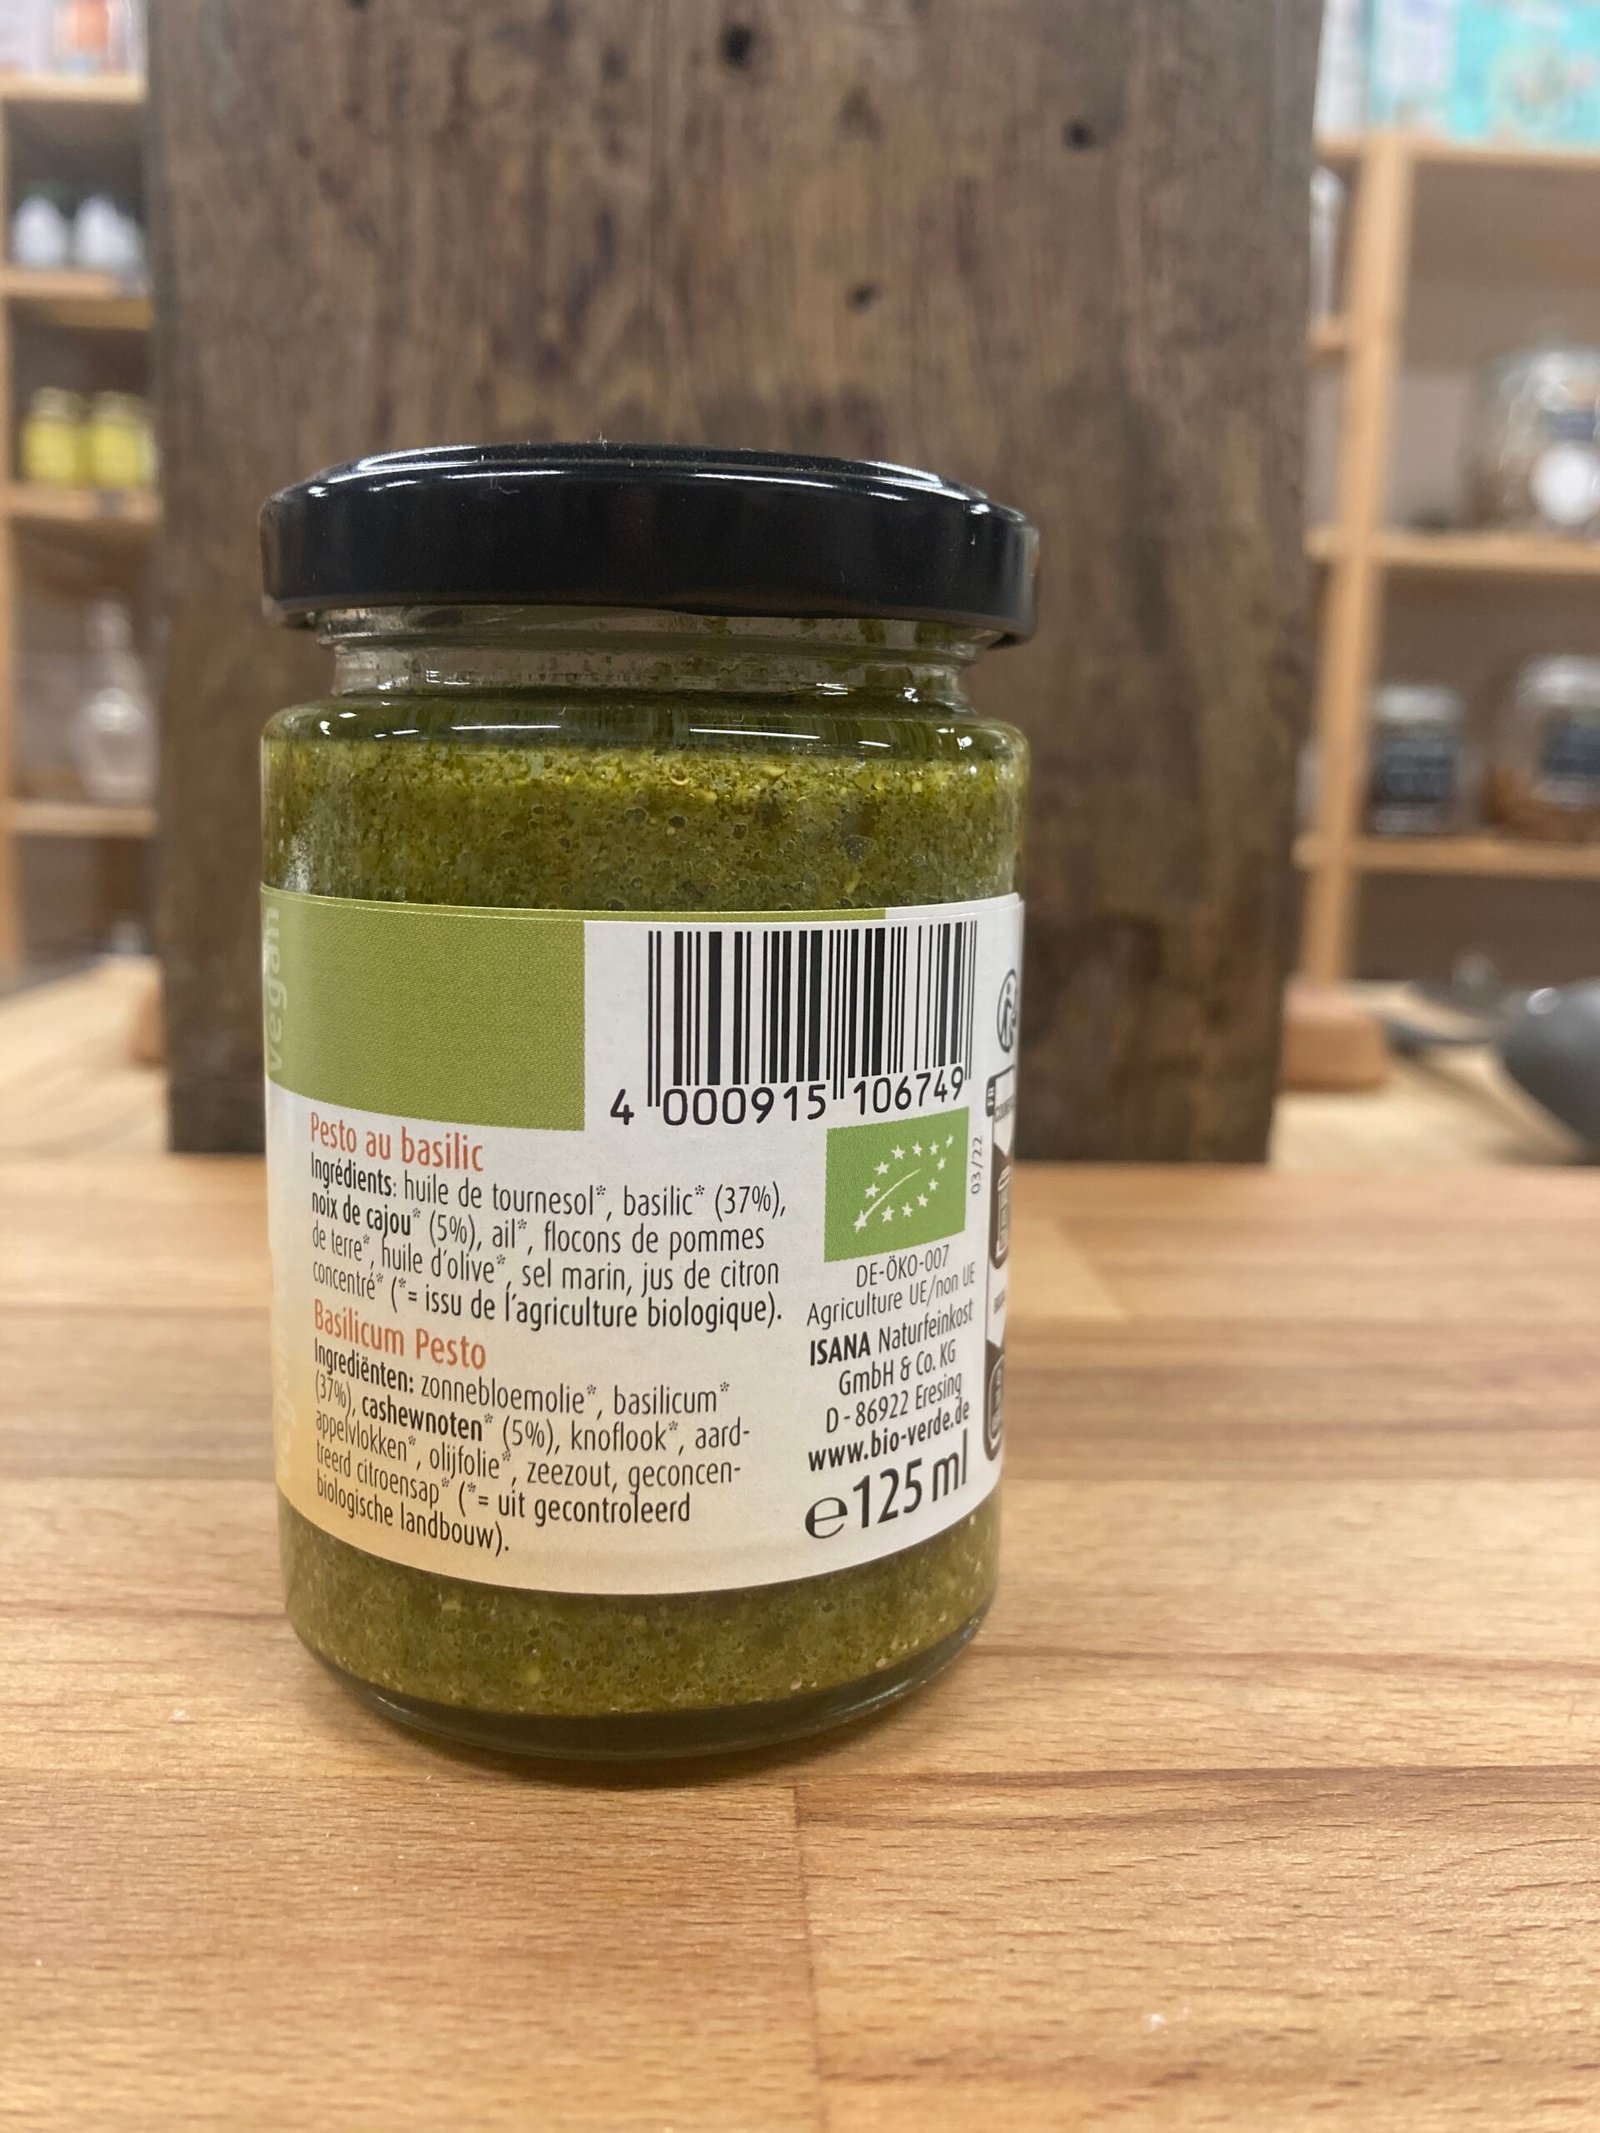 vegan
4 000915 106749
Pesto au basilic
Ingrédients: huile de tournesol*, basilic* (37%),
noix de cajou* (5%), ail*, flocons de pommes
de terre*, huile d'olive*, sel marin, jus de citron
concentré* (*= issu de l'agriculture biologique).
Basilicum Pesto
Ingrediënten: zonnebloemolie*, basilicum*
(37%), cashewnoten* (5%), knoflook*, aard-
appelvlokken*, olijfolie*, zeezout, geconcen-
treerd citroensap* (*= uit gecontroleerd
biologische landbouw).
03/22
DE-ÖKO-007
Agriculture UE/non UE
ISANA Naturfeinkost
GmbH & Co. KG
D - 86922 Eresing
www.bio-verde.de
℮125 ml
FR